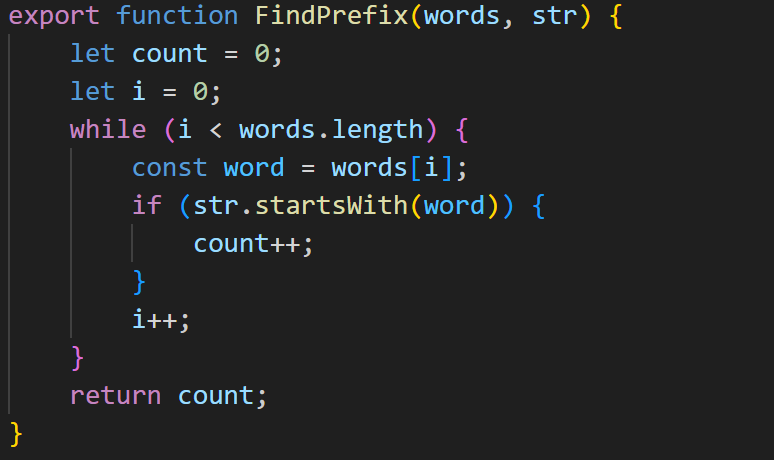 export function FindPrefix(words, str) {
    let count = 0;
    let i = 0;
    while (i < words.length) {
        const word = words[i];
        if (str.startsWith(word)) {
            count++;
        }
        i++;
    }
    return count;
}